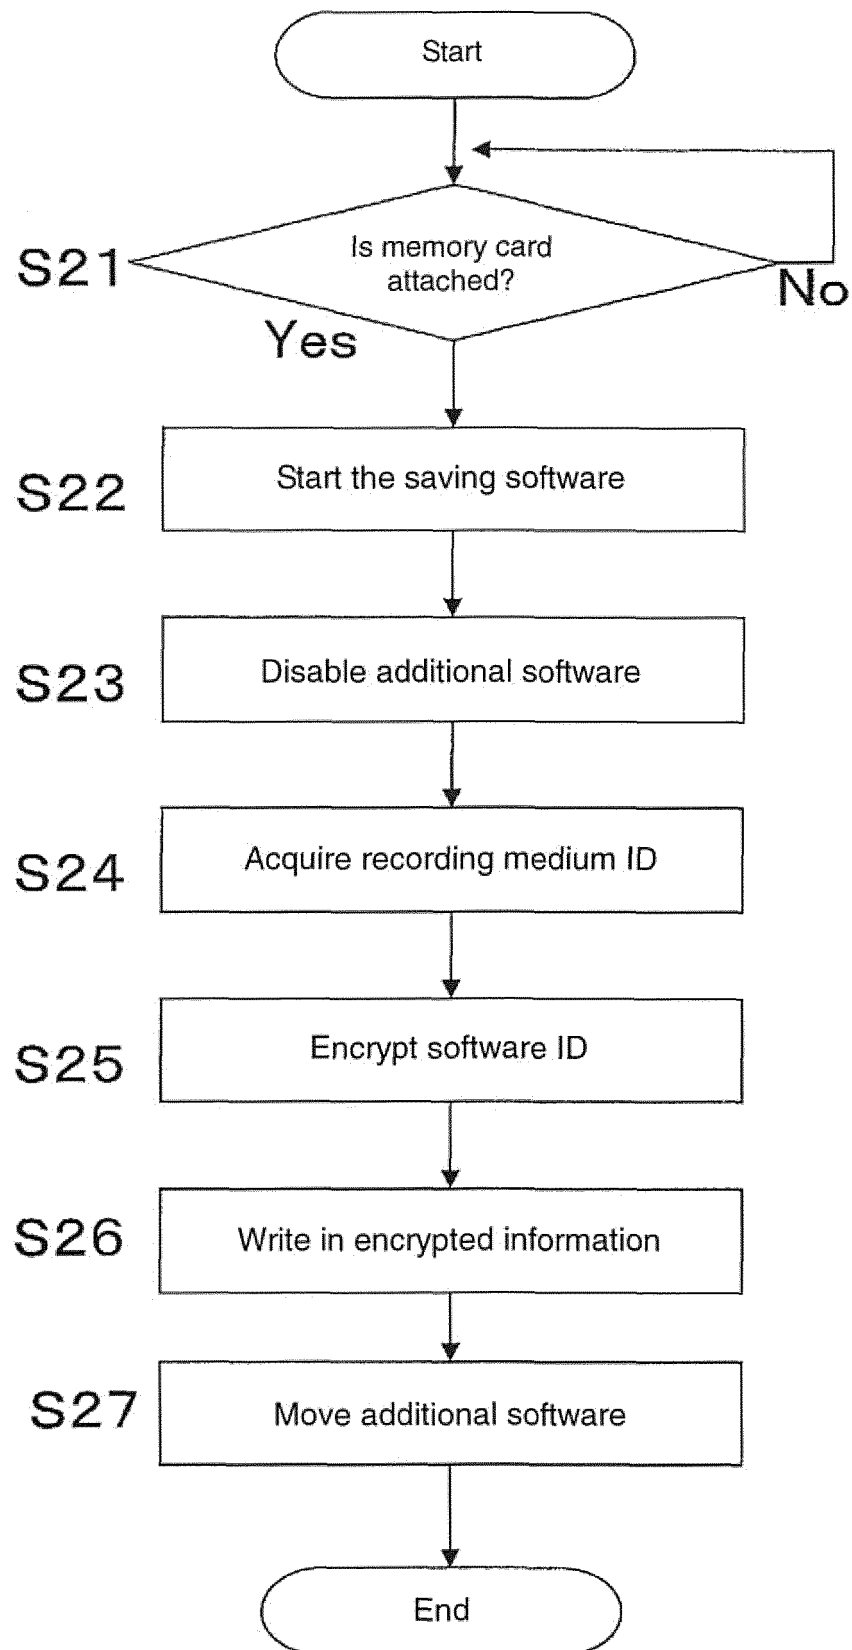 Start
S21
Is memory card
attached?
No
Yes
S22
Start the saving software
S23
Disable additional software
S24
Acquire recording medium ID
S25
Encrypt software ID
S26
Write in encrypted information
S27
Move additional software
End